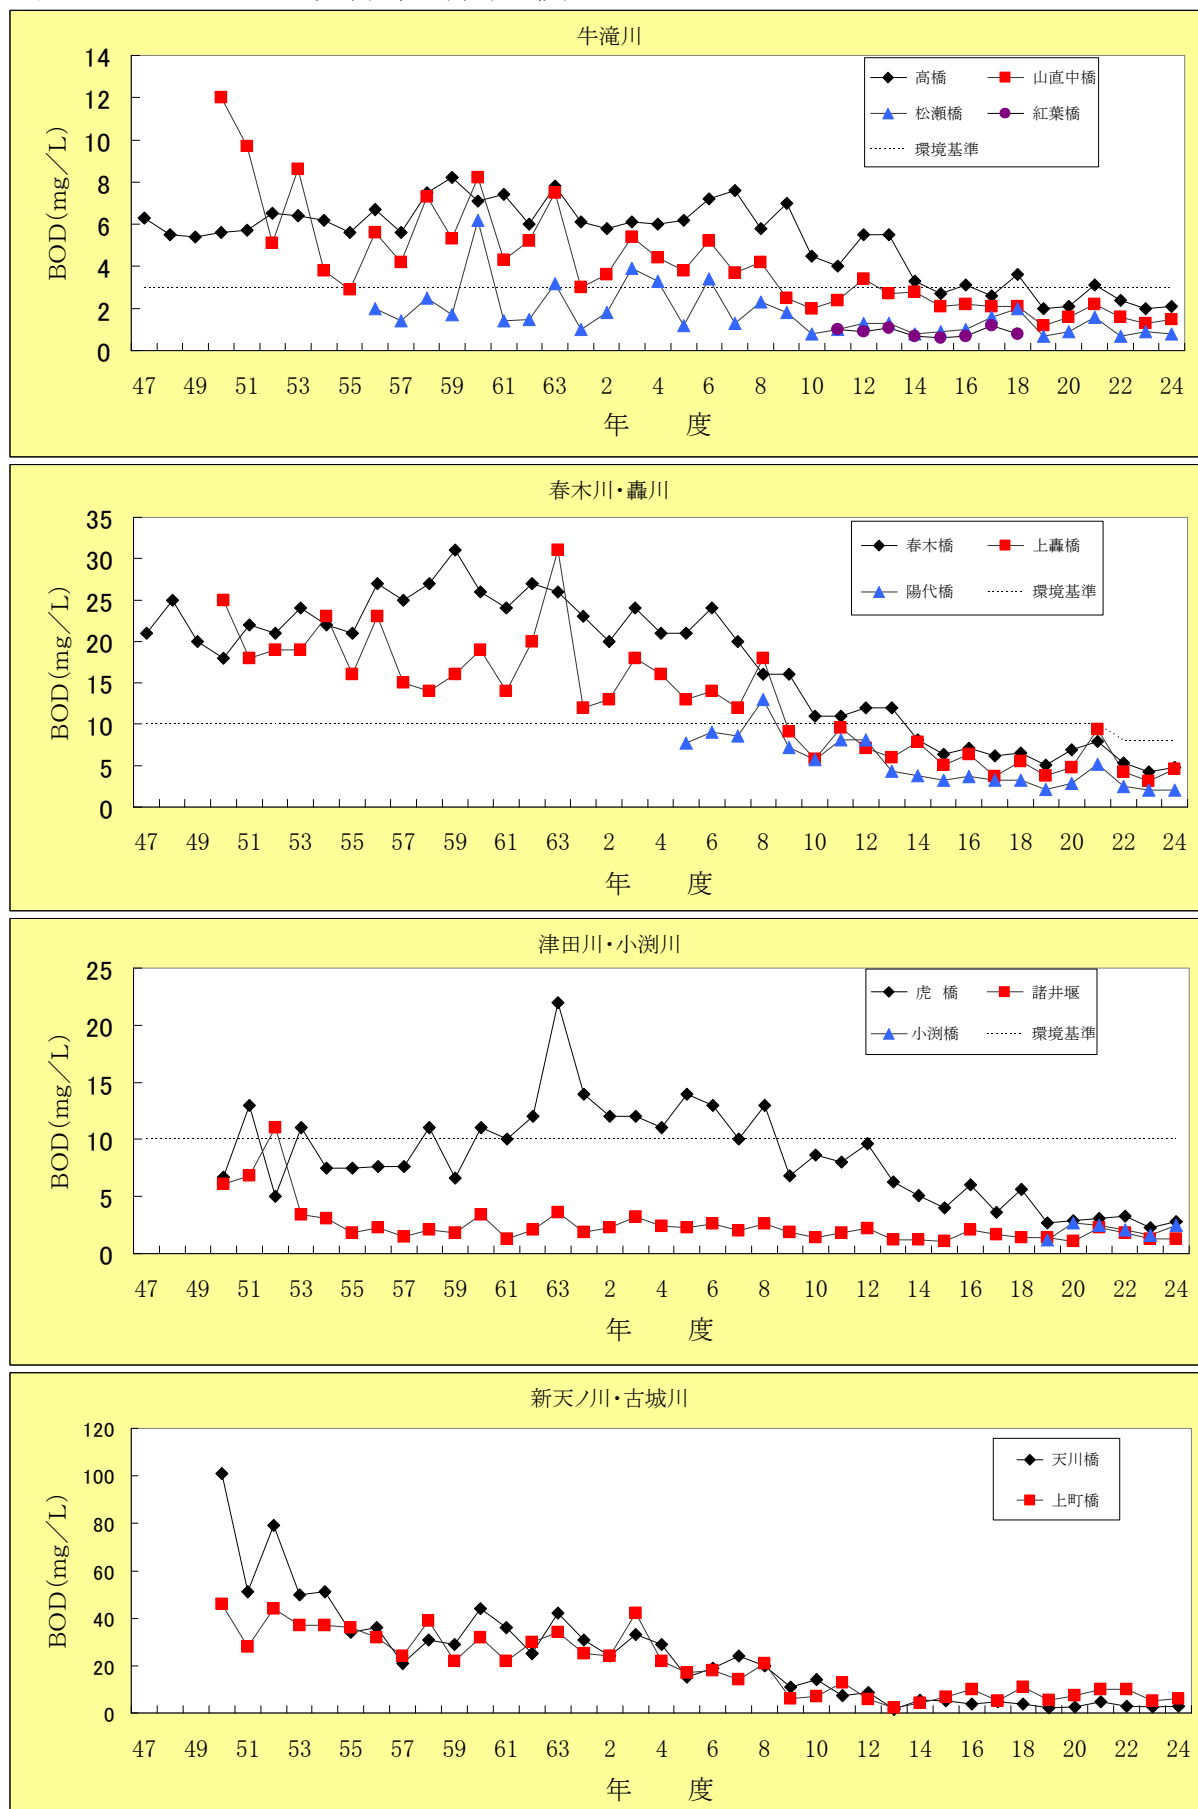 牛滝川
14
12
10
8
6
4
2
0
BOD(mg/L)
高橋 山直中橋
松瀬橋 紅葉橋
環境基準
47 49 51 53 55 57 59 61 63 2 4 6 8 10 12 14 16 18 20 22 24
年 度
春木川・轟川
35
30
25
20
15
10
5
0
BOD(mg/L)
春木橋 上轟橋
陽代橋 環境基準
47 49 51 53 55 57 59 61 63 2 4 6 8 10 12 14 16 18 20 22 24
年 度
津田川・小渕川
25
20
15
10
5
0
BOD(mg/L)
虎 橋 諸井堰
小渕橋 環境基準
47 49 51 53 55 57 59 61 63 2 4 6 8 10 12 14 16 18 20 22 24
年 度
新天ノ川・古城川
120
100
80
60
40
20
0
BOD(mg/L)
天川橋
上町橋
47 49 51 53 55 57 59 61 63 2 4 6 8 10 12 14 16 18 20 22 24
年 度